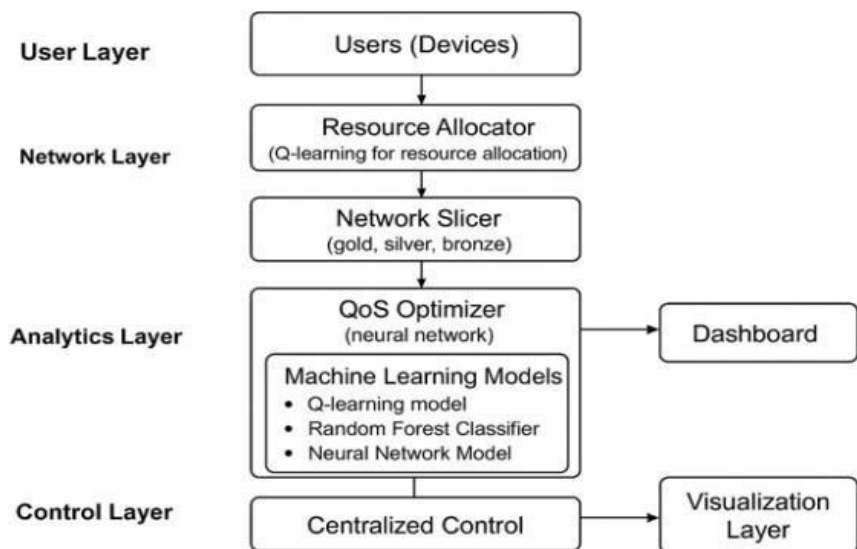 User Layer
Users (Devices)
Network Layer
Resource Allocator
(Q-learning for resource allocation)
Network Slicer
(gold, silver, bronze)
Analytics Layer
QoS Optimizer
(neural network)
Machine Learning Models
• Q-learning model
• Random Forest Classifier
• Neural Network Model
Dashboard
Control Layer
Centralized Control
Visualization
Layer